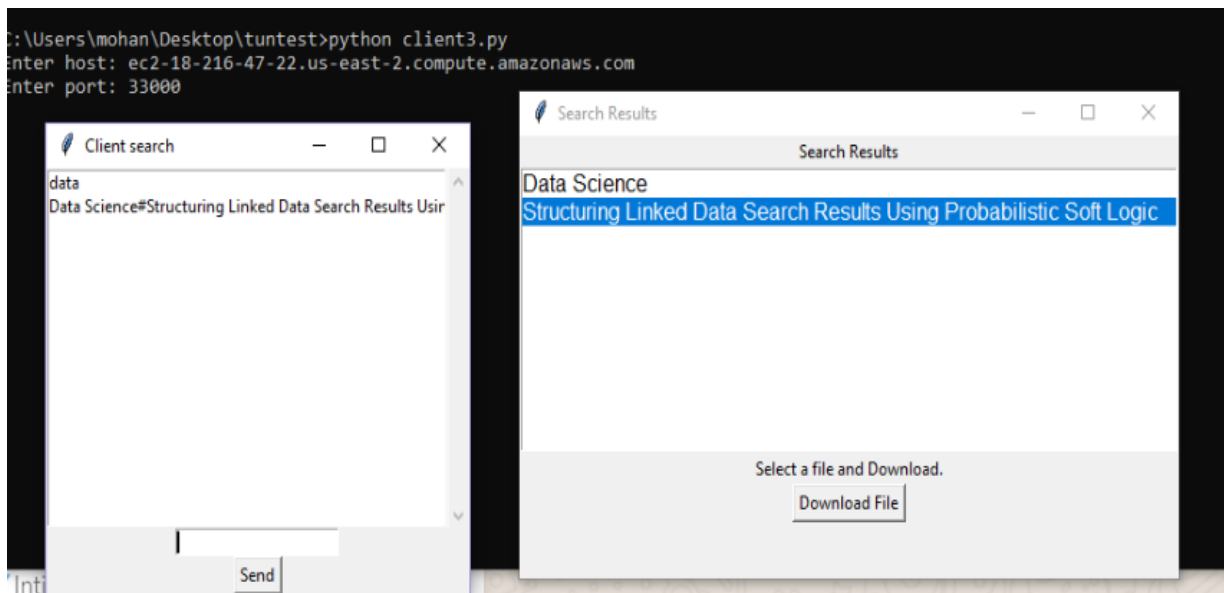 :\Users\mohan\Desktop\tuntest>python client3.py
Enter host: ec2-18-216-47-22.us-east-2.compute.amazonaws.com
Enter port: 33000
Client search
data
Data Science#Structuring Linked Data Search Results Usin
Send
Search Results
Search Results
Data Science
Structuring Linked Data Search Results Using Probabilistic Soft Logic
Select a file and Download.
Download File
Inti